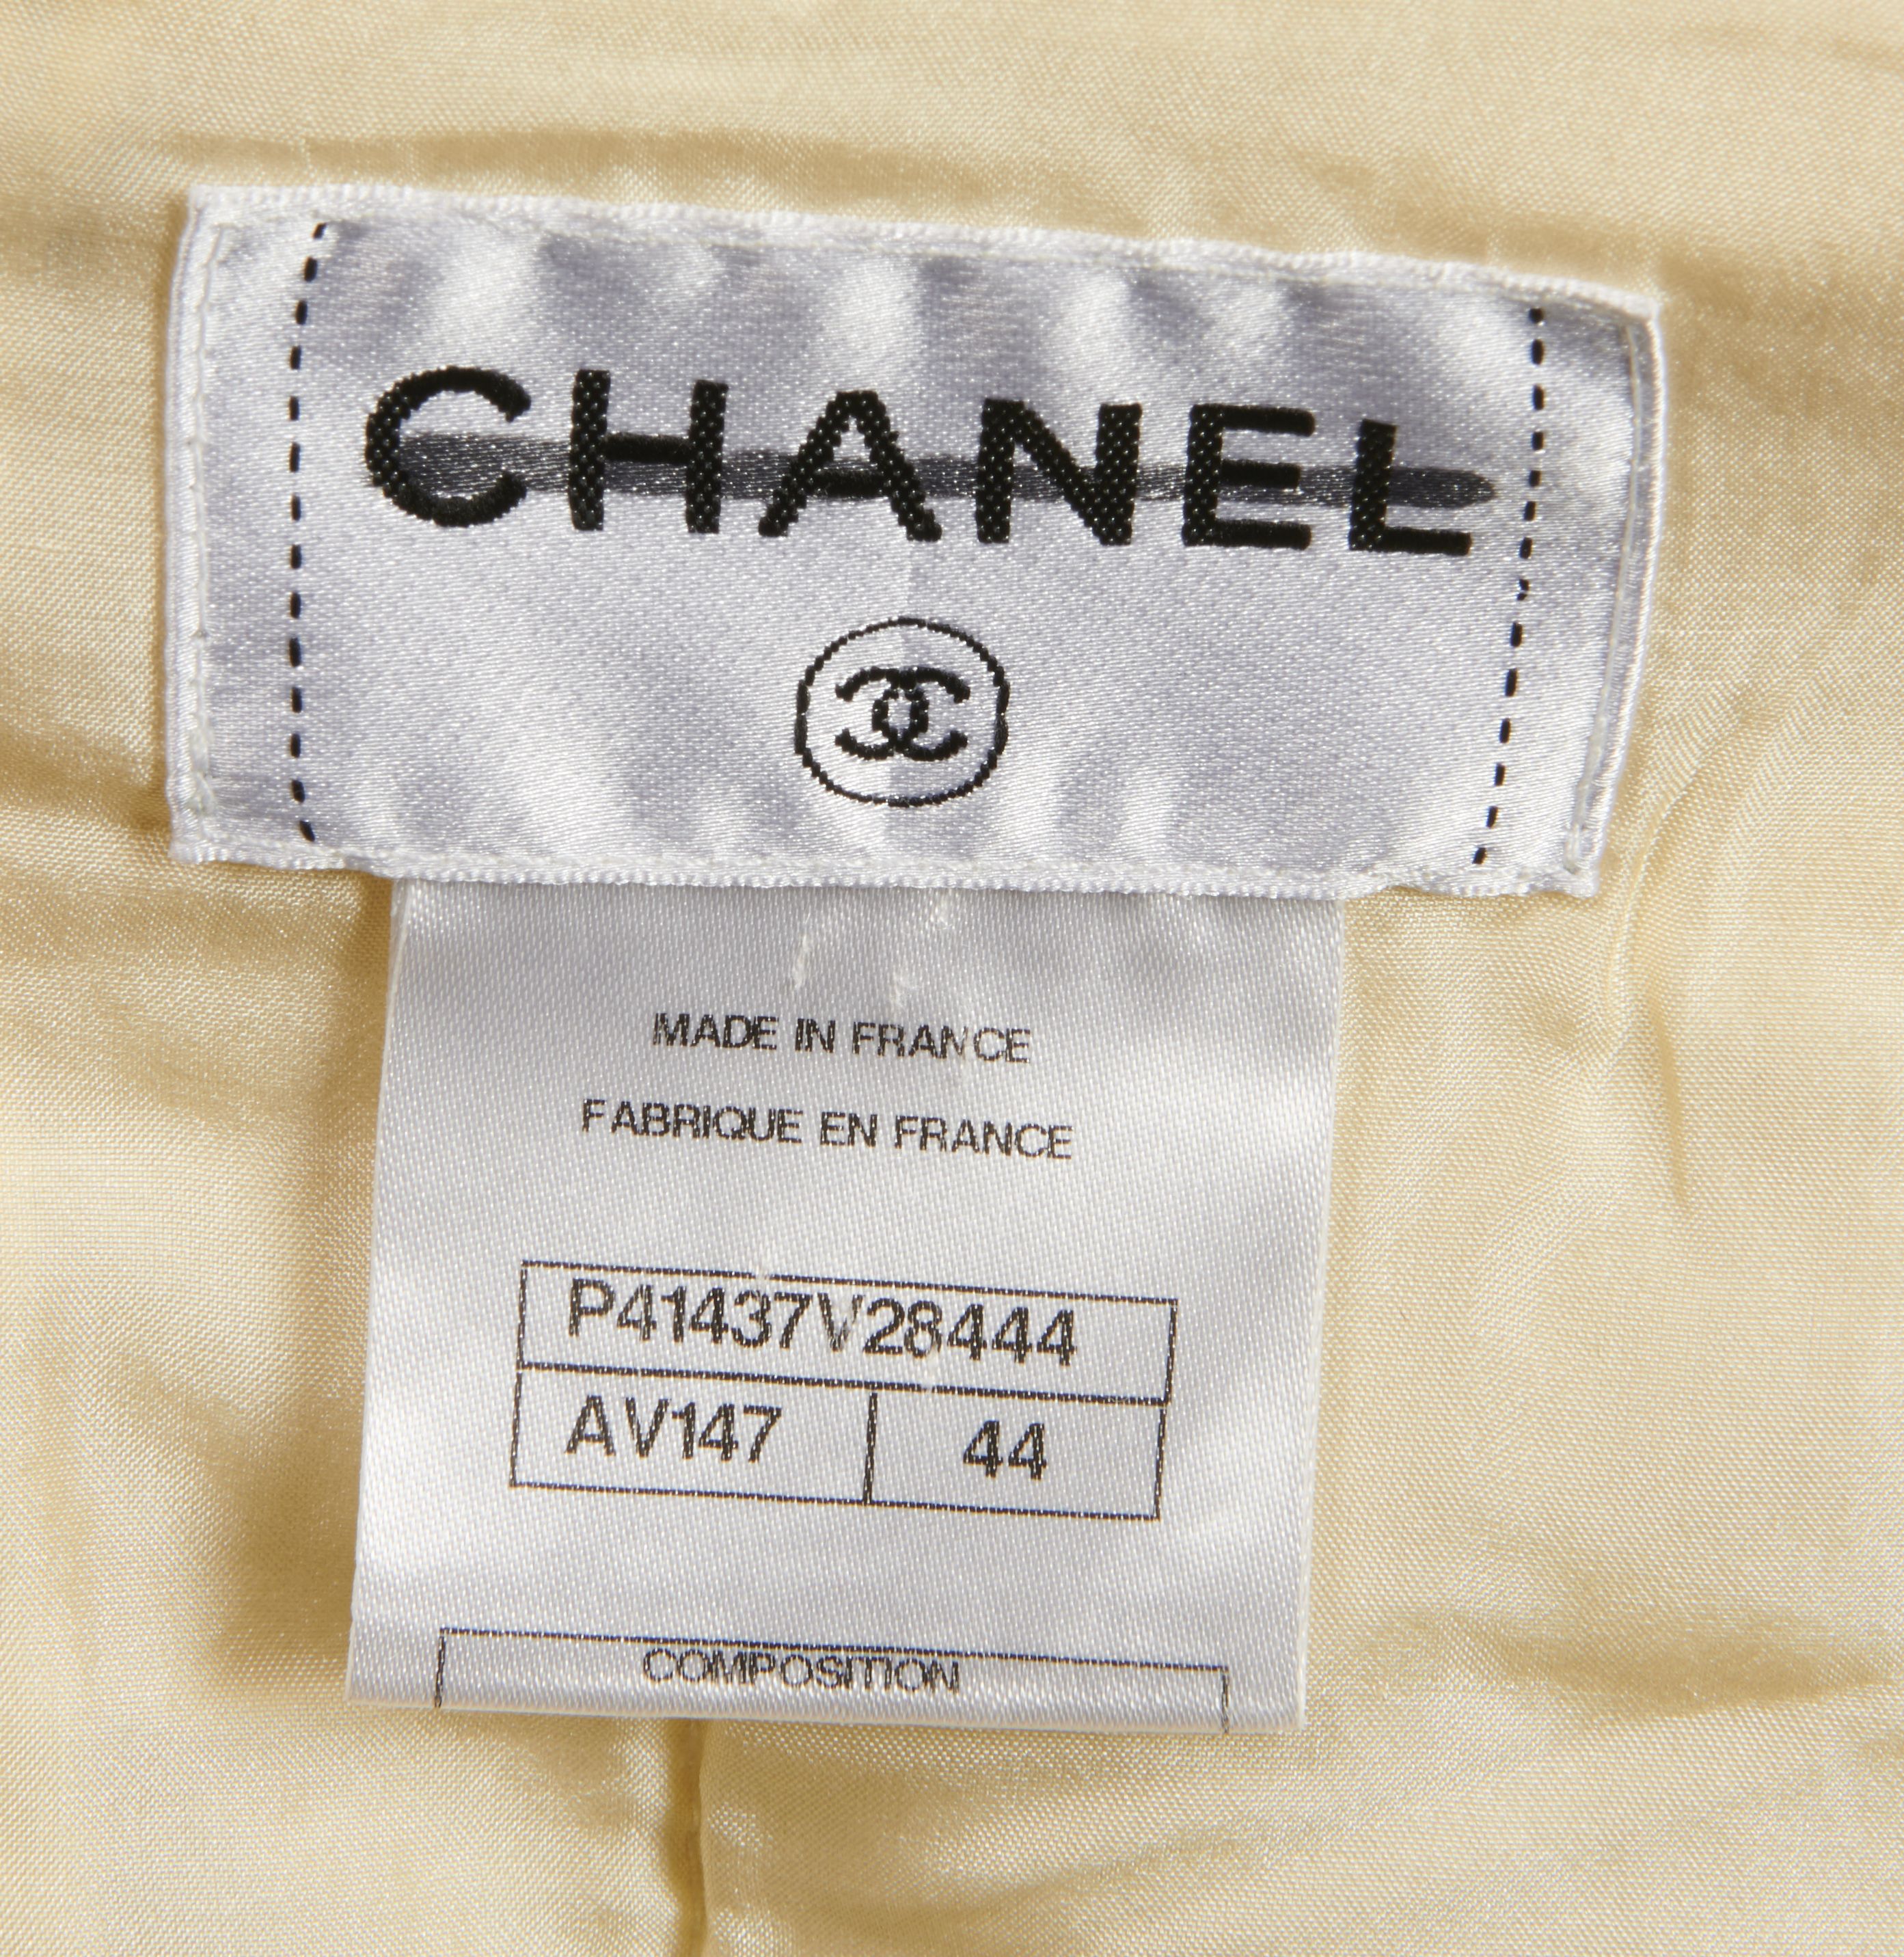 CHANEL
MADE IN FRANCE
FABRIQUE EN FRANCE
P41437V28444
AV147 44
COMPOSITION